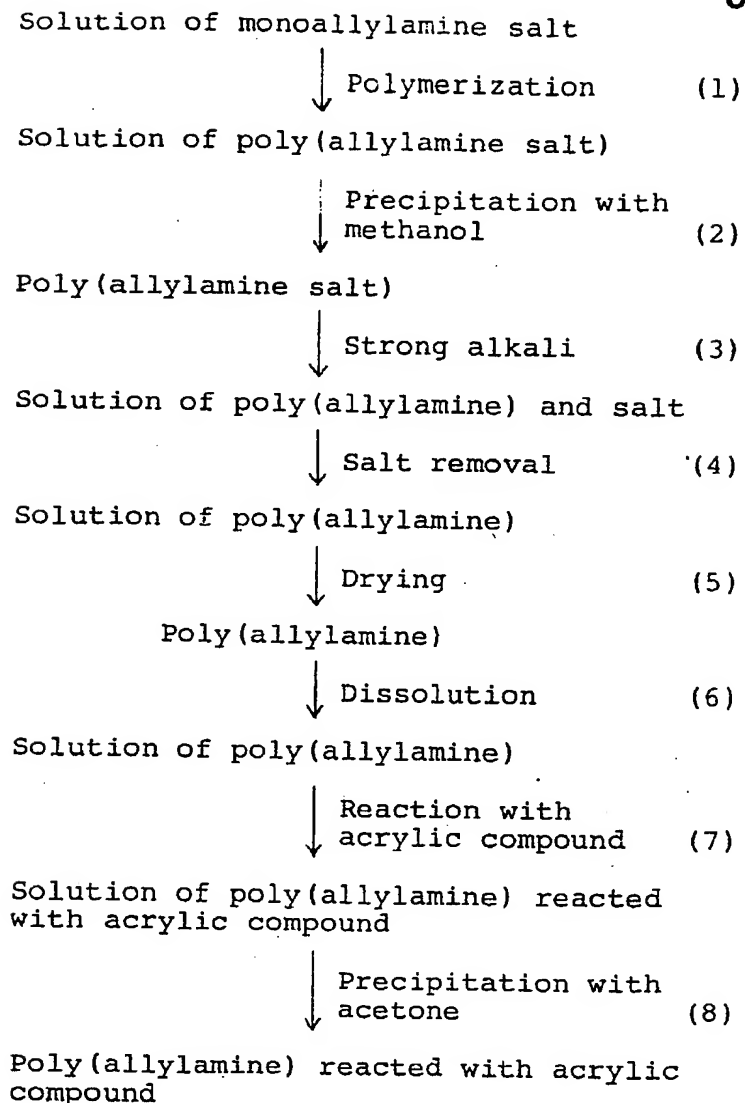 Solution of monoallylamine salt
Polymerization (1)
Solution of poly(allylamine salt)
Precipitation with
methanol (2)
Poly(allylamine salt)
Strong alkali (3)
Solution of poly(allylamine) and salt
Salt removal (4)
Solution of poly(allylamine)
Drying (5)
Poly(allylamine)
Dissolution (6)
Solution of poly(allylamine)
Reaction with
acrylic compound (7)
Solution of poly(allylamine) reacted
with acrylic compound
Precipitation with
acetone (8)
Poly(allylamine) reacted with acrylic
compound